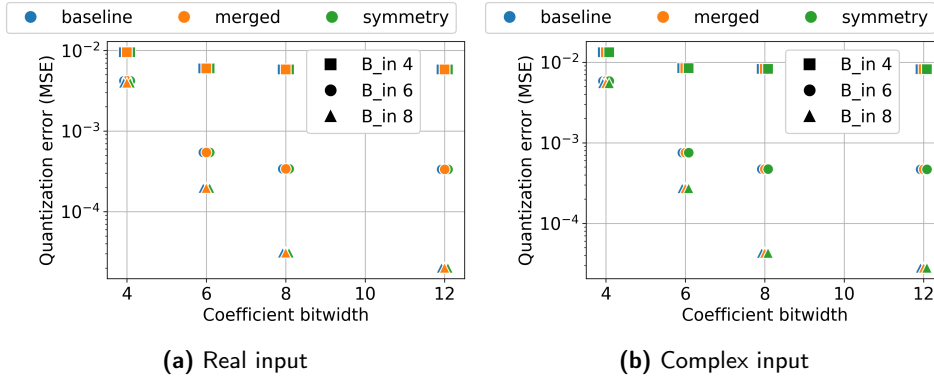 baseline merged symmetry
Quantization error (MSE)
10⁻²
10⁻³
10⁻⁴
B_in 4
B_in 6
B_in 8
4 6 8 10 12
Coefficient bitwidth
(a) Real input
baseline merged symmetry
Quantization error (MSE)
10⁻²
10⁻³
10⁻⁴
B_in 4
B_in 6
B_in 8
4 6 8 10 12
Coefficient bitwidth
(b) Complex input